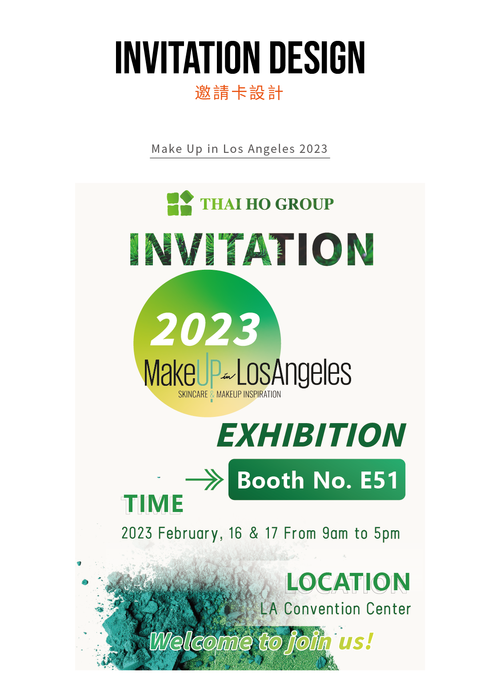 INVITATION DESIGN
邀請卡設計
Make Up in Los Angeles 2023
THAI HO GROUP
INVITATION
2023
MakeUP in LosAngeles
SKINCARE & MAKEUP INSPIRATION
EXHIBITION
Booth No. E51
TIME
2023 February, 16 & 17 From 9am to 5pm
LOCATION
LA Convention Center
Welcome to join us!